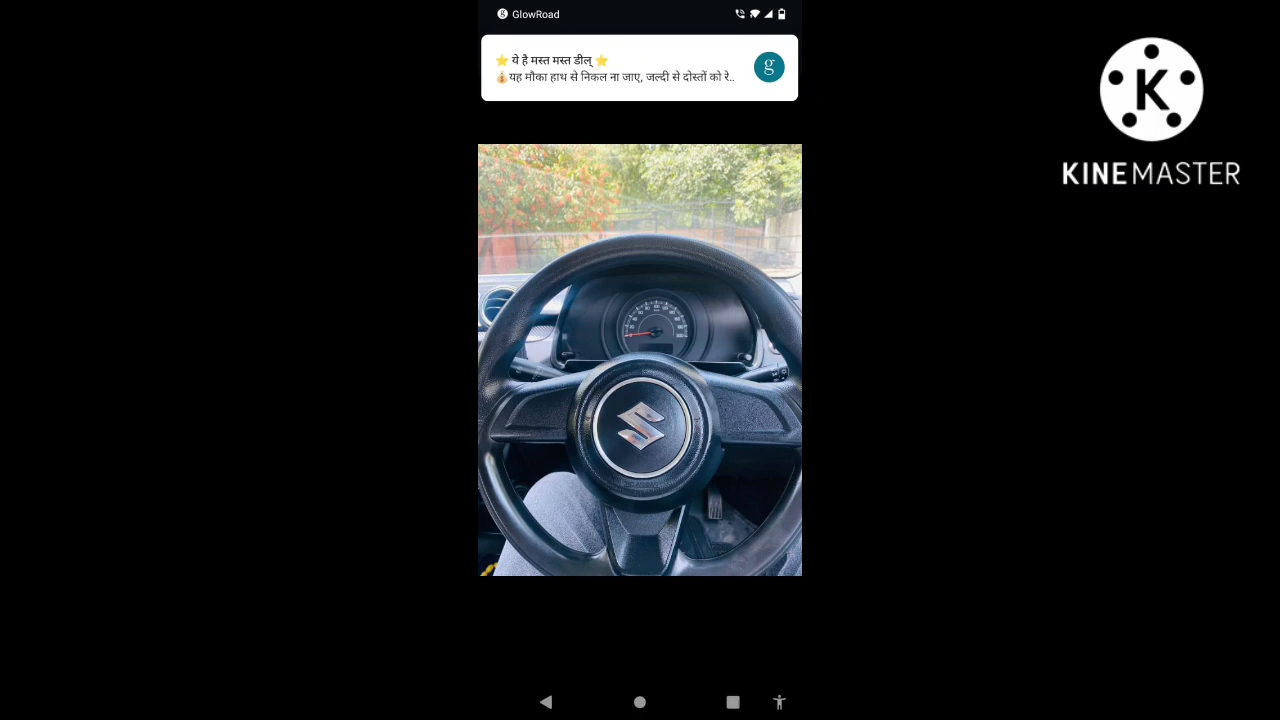 GlowRoad
⭐ ये है मस्त मस्त डील् ⭐
💰यह मौका हाथ से निकल ना जाए, जल्दी से दोस्तों को रे..
g
K
KINEMASTER